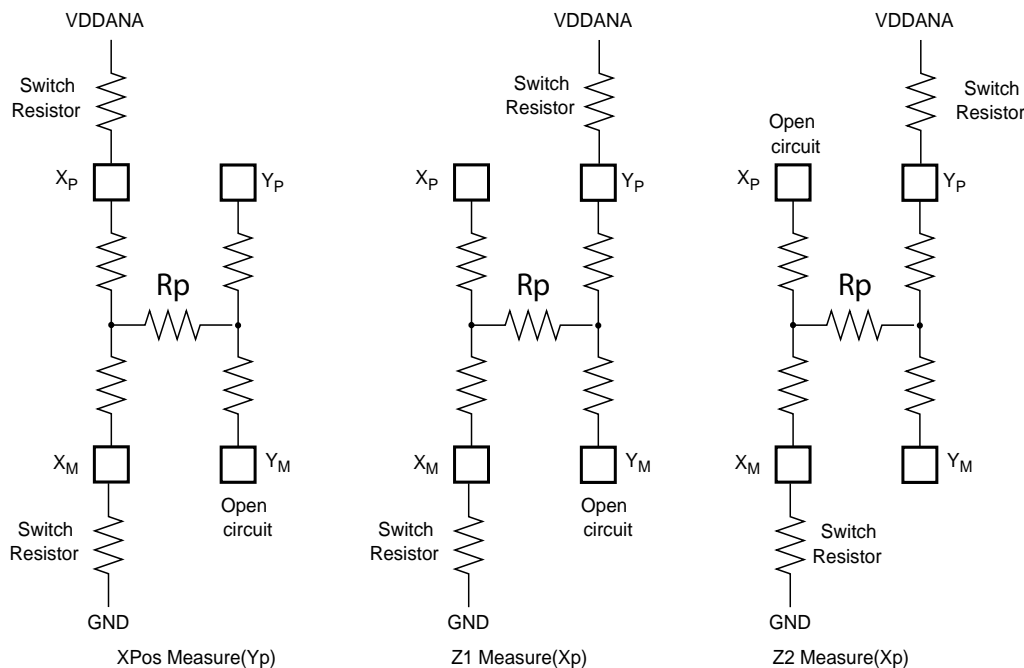 VDDANA
Switch
Resistor
XP
YP
Rp
XM
YM
Open
circuit
Switch
Resistor
GND
XPos Measure(Yp)
VDDANA
Switch
Resistor
XP
YP
Rp
XM
YM
Open
circuit
Switch
Resistor
GND
Z1 Measure(Xp)
VDDANA
Switch
Resistor
Open
circuit
XP
YP
Rp
XM
YM
Switch
Resistor
GND
Z2 Measure(Xp)